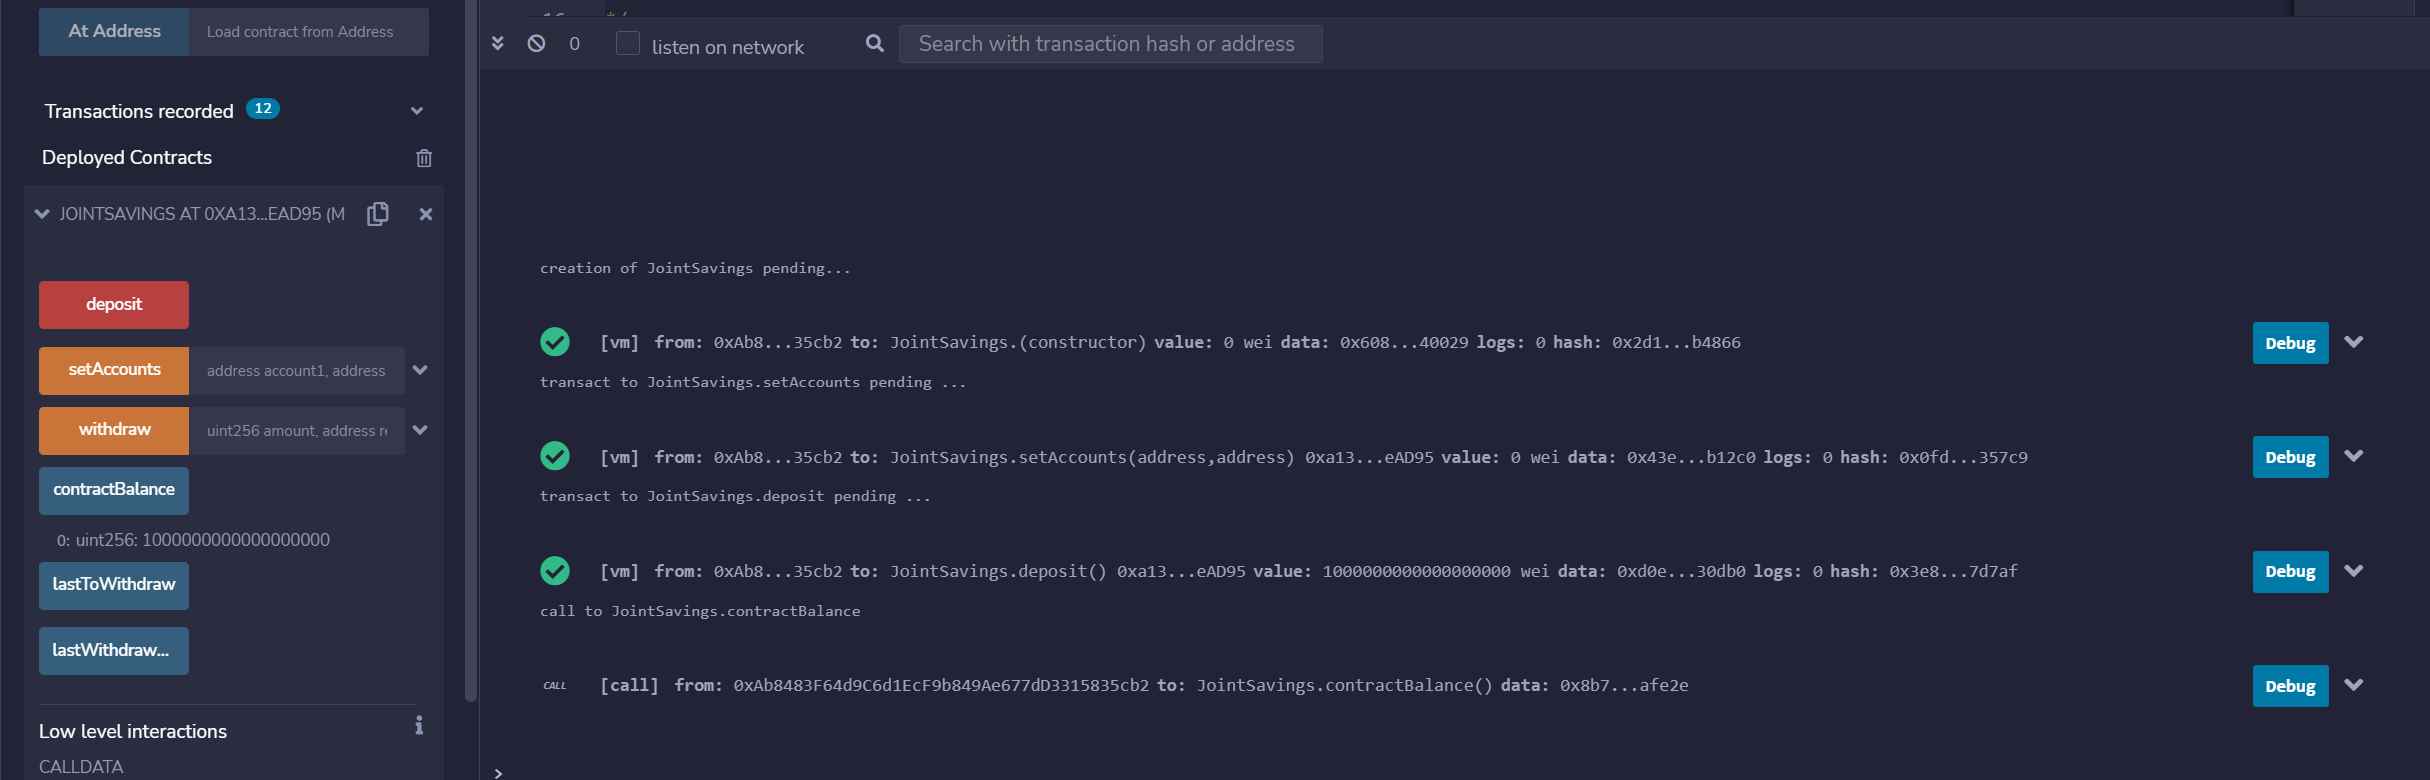 At Address Load contract from Address
Transactions recorded 12
Deployed Contracts
JOINTSAVINGS AT 0XA13...EAD95 (M
deposit
setAccounts address account1, address
withdraw uint256 amount, address re
contractBalance
0: uint256: 1000000000000000000
lastToWithdraw
lastWithdraw...
Low level interactions
CALLDATA
16 */
0 listen on network Search with transaction hash or address
creation of JointSavings pending...
[vm] from: 0xAb8...35cb2 to: JointSavings.(constructor) value: 0 wei data: 0x608...40029 logs: 0 hash: 0x2d1...b4866 Debug
transact to JointSavings.setAccounts pending ...
[vm] from: 0xAb8...35cb2 to: JointSavings.setAccounts(address,address) 0xa13...eAD95 value: 0 wei data: 0x43e...b12c0 logs: 0 hash: 0x0fd...357c9 Debug
transact to JointSavings.deposit pending ...
[vm] from: 0xAb8...35cb2 to: JointSavings.deposit() 0xa13...eAD95 value: 1000000000000000000 wei data: 0xd0e...30db0 logs: 0 hash: 0x3e8...7d7af Debug
call to JointSavings.contractBalance
CALL [call] from: 0xAb8483F64d9C6d1EcF9b849Ae677dD3315835cb2 to: JointSavings.contractBalance() data: 0x8b7...afe2e Debug
>